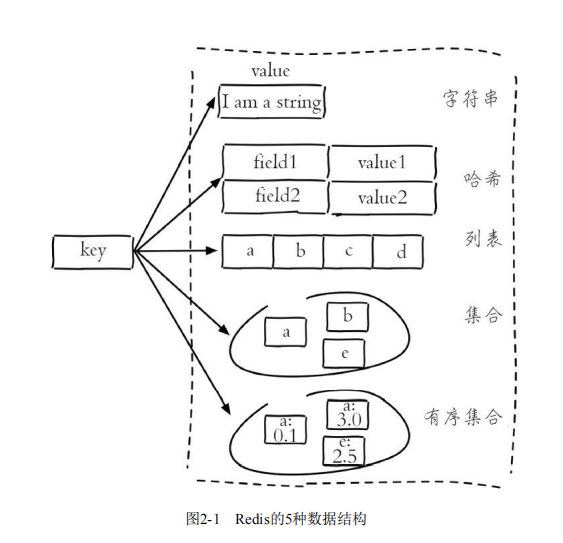 value
I am a string 字符串
field1 value1
哈希
field2 value2
列表
key a b c d
集合
a b
e
有序集合
a: 0.1
a: 3.0
e: 2.5
图2-1 Redis的5种数据结构